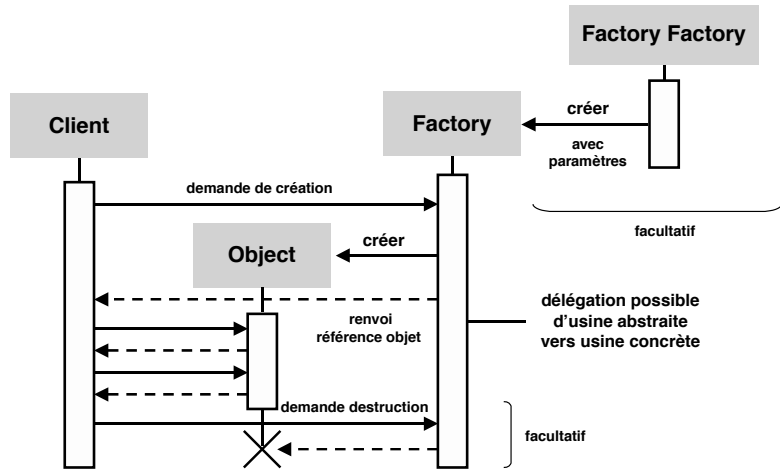 Factory Factory
Client
Factory
créer
avec
paramètres
demande de création
facultatif
Object
créer
renvoi
référence objet
délégation possible
d'usine abstraite
vers usine concrète
demande destruction
facultatif